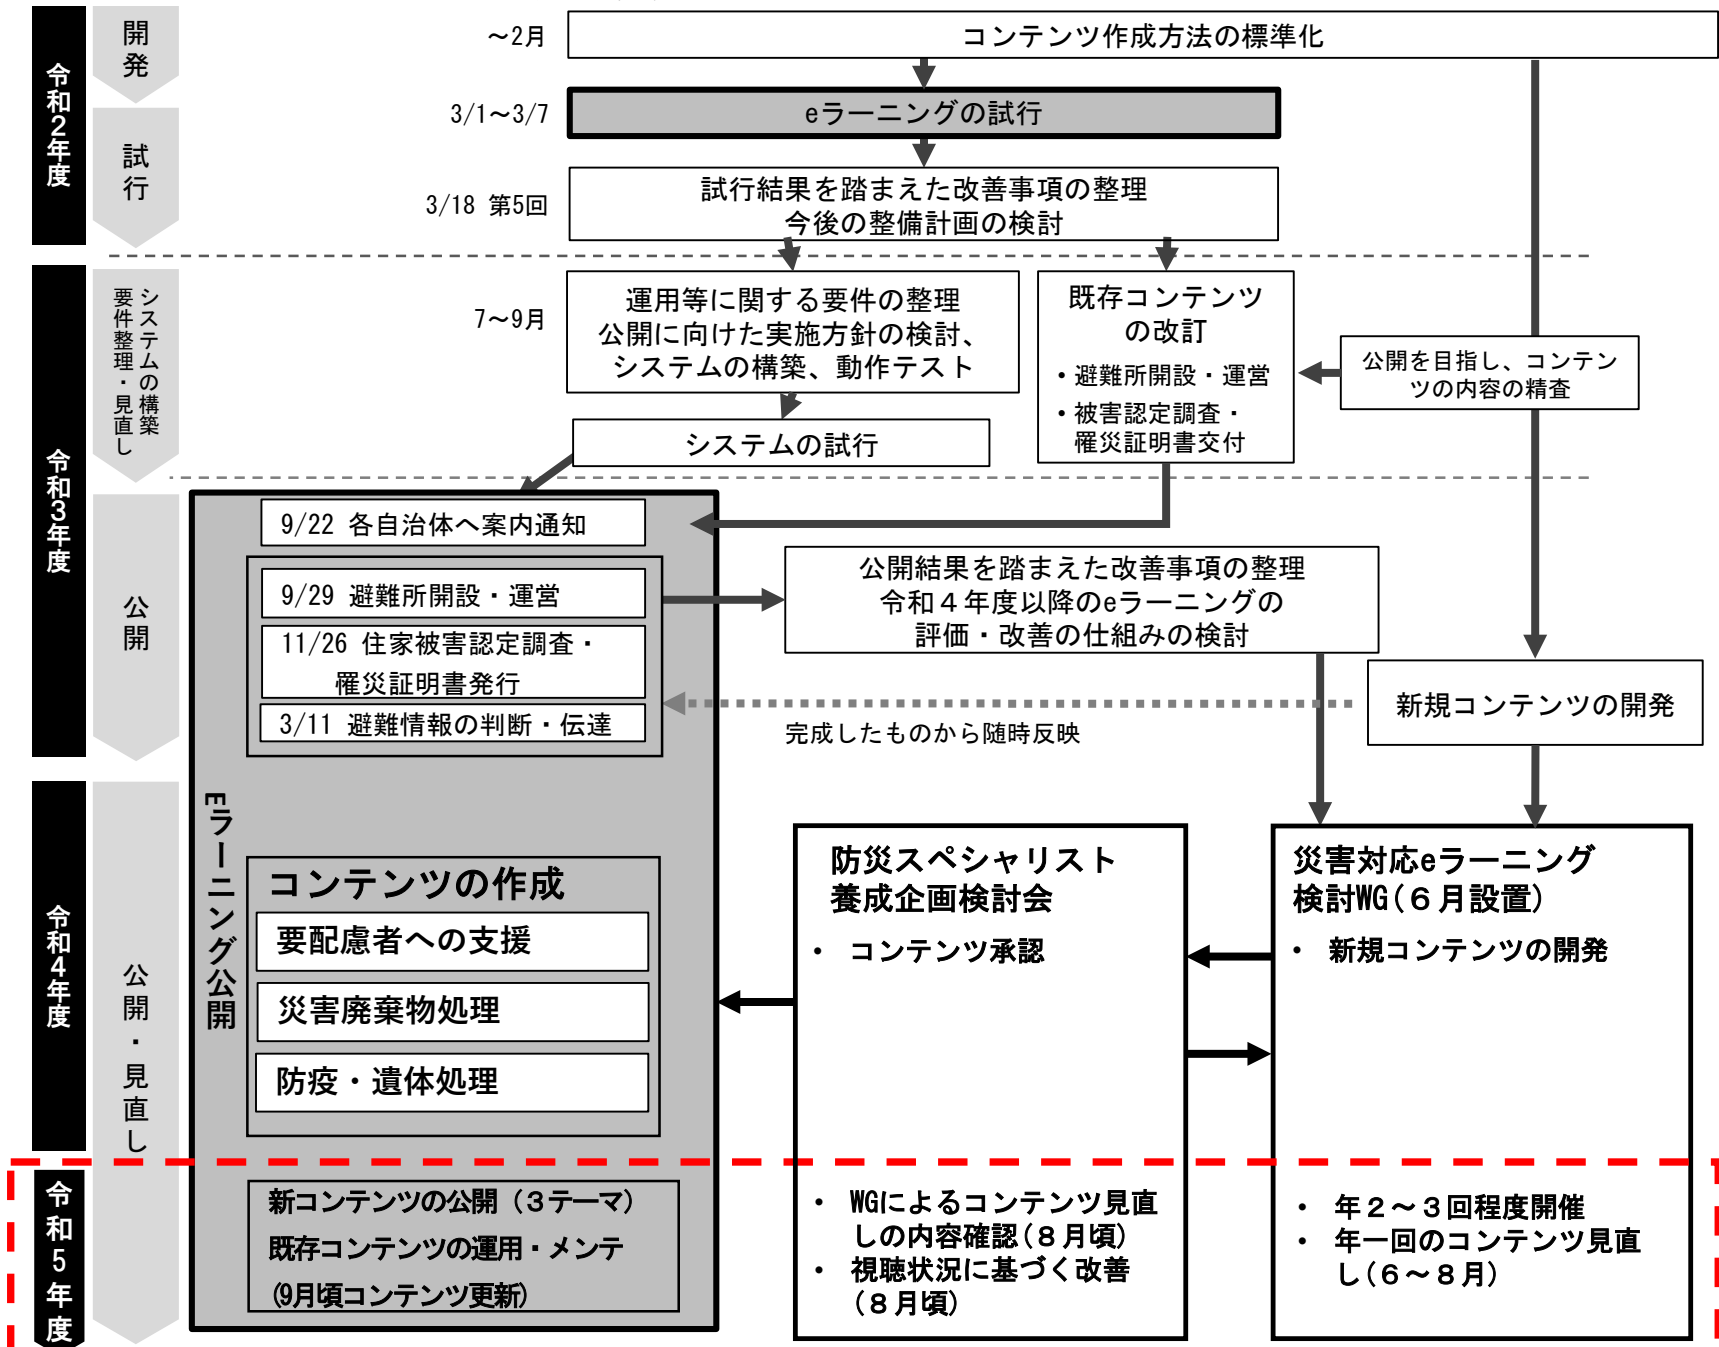 令和2年度
開発
～2月
コンテンツ作成方法の標準化
3/1～3/7
eラーニングの試行
試行
3/18 第5回
試行結果を踏まえた改善事項の整理
今後の整備計画の検討
令和3年度
システムの構築
要件整理・見直し
7～9月
運用等に関する要件の整理
公開に向けた実施方針の検討、
システムの構築、動作テスト
既存コンテンツ
の改訂
・避難所開設・運営
・被害認定調査・
罹災証明書交付
公開を目指し、コンテン
ツの内容の精査
システムの試行
公開
9/22 各自治体へ案内通知
9/29 避難所開設・運営
11/26 住家被害認定調査・
罹災証明書発行
3/11 避難情報の判断・伝達
公開結果を踏まえた改善事項の整理
令和４年度以降のeラーニングの
評価・改善の仕組みの検討
新規コンテンツの開発
完成したものから随時反映
令和4年度
公開・見直し
Eラーニング公開
コンテンツの作成
要配慮者への支援
災害廃棄物処理
防疫・遺体処理
防災スペシャリスト
養成企画検討会
・ コンテンツ承認
災害対応eラーニング
検討WG(６月設置)
・ 新規コンテンツの開発
令和5年度
新コンテンツの公開（３テーマ）
既存コンテンツの運用・メンテ
(9月頃コンテンツ更新)
・ WGによるコンテンツ見直
しの内容確認(８月頃)
・ 視聴状況に基づく改善
(８月頃)
・ 年２～３回程度開催
・ 年一回のコンテンツ見直
し(６～８月)